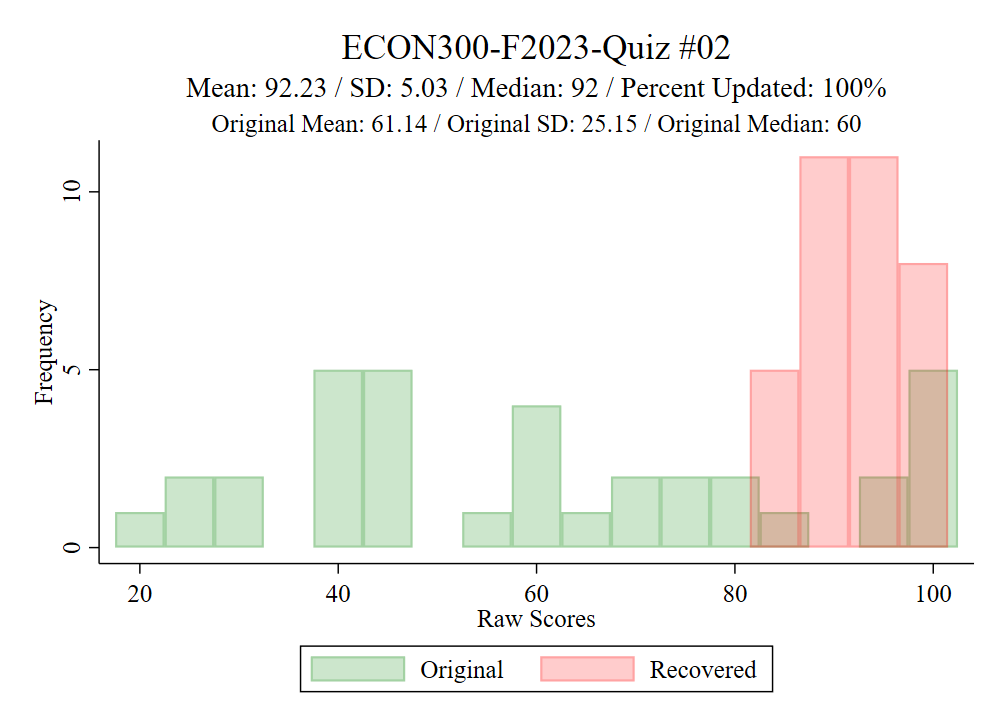 ECON300-F2023-Quiz #02
Mean: 92.23 / SD: 5.03 / Median: 92 / Percent Updated: 100%
Original Mean: 61.14 / Original SD: 25.15 / Original Median: 60
10
5
0
Frequency
20 40 60 80 100
Raw Scores
Original Recovered